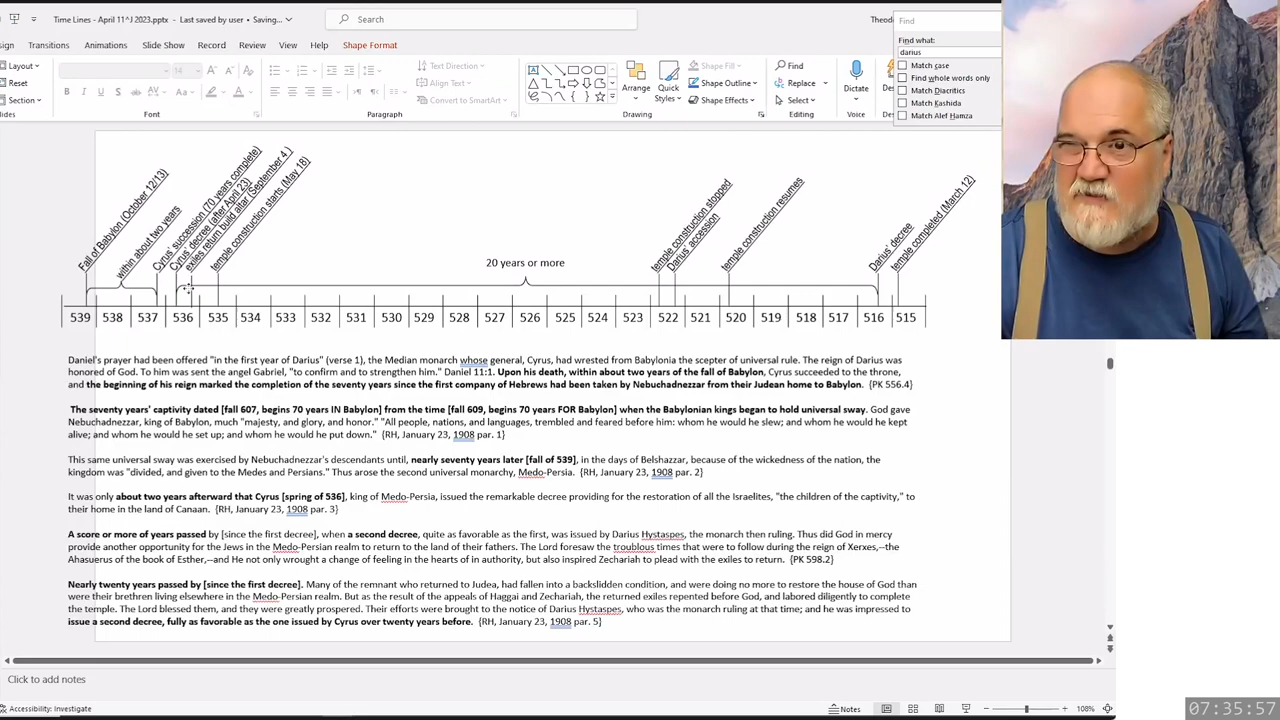 Time Lines - April 11^J 2023.pptx • Last saved by user • Saving...
Search
Theod
Find
sign Transitions Animations Slide Show Record Review View Help Shape Format
Find what:
darius
Match case
Find whole words only
Match Diacritics
Match Kashida
Match Alef Hamza
Layout
Reset
Section
14
Text Direction
Align Text
Convert to SmartArt
Arrange
Quick Styles
Shape Fill
Shape Outline
Shape Effects
Find
Replace
Select
Dictate
lides Font Paragraph Drawing Editing Voice
Fall of Babylon (October 12/13)
within about two years
Cyrus' succession (70 years complete)
Cyrus' decree (after April 23)
exiles return build altar (September 4 )
temple construction starts (May 18)
20 years or more
temple construction stopped
Darius' accession
temple construction resumes
Darius' decree
temple completed (March 12)
539 538 537 536 535 534 533 532 531 530 529 528 527 526 525 524 523 522 521 520 519 518 517 516 515
Daniel's prayer had been offered "in the first year of Darius" (verse 1), the Median monarch whose general, Cyrus, had wrested from Babylonia the scepter of universal rule. The reign of Darius was
honored of God. To him was sent the angel Gabriel, "to confirm and to strengthen him." Daniel 11:1. Upon his death, within about two years of the fall of Babylon, Cyrus succeeded to the throne,
and the beginning of his reign marked the completion of the seventy years since the first company of Hebrews had been taken by Nebuchadnezzar from their Judean home to Babylon. {PK 556.4}
The seventy years' captivity dated [fall 607, begins 70 years IN Babylon] from the time [fall 609, begins 70 years FOR Babylon] when the Babylonian kings began to hold universal sway. God gave
Nebuchadnezzar, king of Babylon, much "majesty, and glory, and honor." "All people, nations, and languages, trembled and feared before him: whom he would he slew; and whom he would he kept
alive; and whom he would he set up; and whom he would he put down." {RH, January 23, 1908 par. 1}
This same universal sway was exercised by Nebuchadnezzar's descendants until, nearly seventy years later [fall of 539], in the days of Belshazzar, because of the wickedness of the nation, the
kingdom was "divided, and given to the Medes and Persians." Thus arose the second universal monarchy, Medo-Persia. {RH, January 23, 1908 par. 2}
It was only about two years afterward that Cyrus [spring of 536], king of Medo-Persia, issued the remarkable decree providing for the restoration of all the Israelites, "the children of the captivity," to
their home in the land of Canaan. {RH, January 23, 1908 par. 3}
A score or more of years passed by [since the first decree], when a second decree, quite as favorable as the first, was issued by Darius Hystaspes, the monarch then ruling. Thus did God in mercy
provide another opportunity for the Jews in the Medo-Persian realm to return to the land of their fathers. The Lord foresaw the troublous times that were to follow during the reign of Xerxes,--the
Ahasuerus of the book of Esther,--and He not only wrought a change of feeling in the hearts of men in authority, but also inspired Zechariah to plead with the exiles to return. {PK 598.2}
Nearly twenty years passed by [since the first decree]. Many of the remnant who returned to Judea, had fallen into a backslidden condition, and were doing no more to restore the house of God than
were their brethren living elsewhere in the Medo-Persian realm. But as the result of the appeals of Haggai and Zechariah, the returned exiles repented before God, and labored diligently to complete
the temple. The Lord blessed them, and they were greatly prospered. Their efforts were brought to the notice of Darius Hystaspes, who was the monarch ruling at that time; and he was impressed to
issue a second decree, fully as favorable as the one issued by Cyrus over twenty years before. {RH, January 23, 1908 par. 5}
Click to add notes
Accessibility: Investigate
Notes
108%
07:35:57